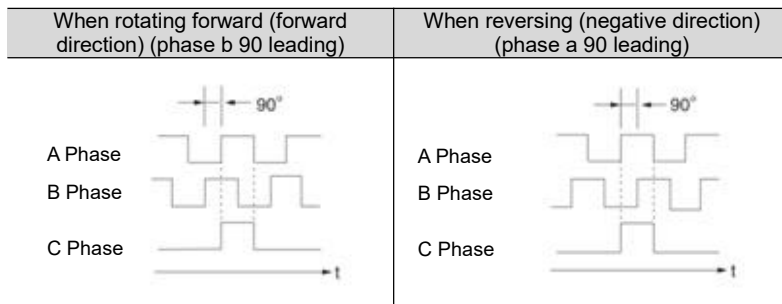 When rotating forward (forward
direction) (phase b 90 leading)
When reversing (negative direction)
(phase a 90 leading)
90°
A Phase
B Phase
C Phase
t
90°
A Phase
B Phase
C Phase
t